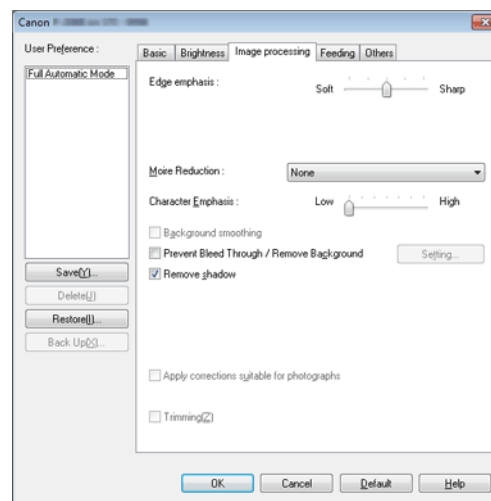 Canon
User Preference :
Full Automatic Mode
Save(Y)...
Delete(J)
Restore(I)...
Back Up(X)...
Basic Brightness Image processing Feeding Others
Edge emphasis :
Soft Sharp
Moire Reduction :
None
Character Emphasis :
Low High
Background smoothing
Prevent Bleed Through / Remove Background
Setting...
Remove shadow
Apply corrections suitable for photographs
Trimming(Z)
OK Cancel Default Help